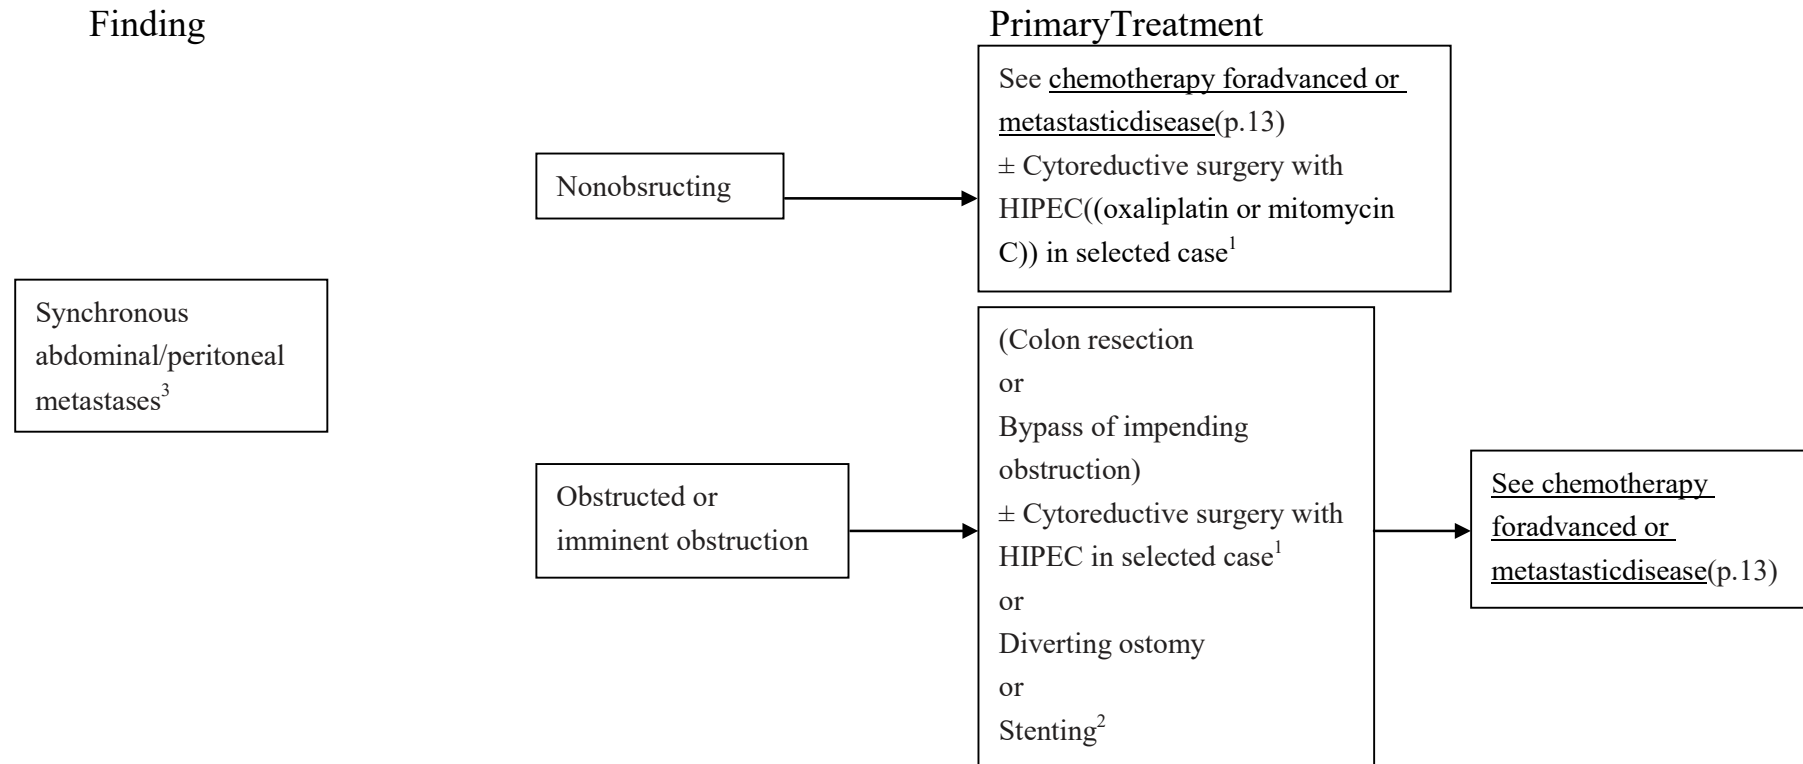 Finding
PrimaryTreatment
See chemotherapy foradvanced or
metastasticdisease(p.13)
± Cytoreductive surgery with
HIPEC((oxaliplatin or mitomycin
C)) in selected case1
Nonobsructing
Synchronous
abdominal/peritoneal
metastases3
Obstructed or
imminent obstruction
(Colon resection
or
Bypass of impending
obstruction)
± Cytoreductive surgery with
HIPEC in selected case1
or
Diverting ostomy
or
Stenting2
See chemotherapy
foradvanced or
metastasticdisease(p.13)